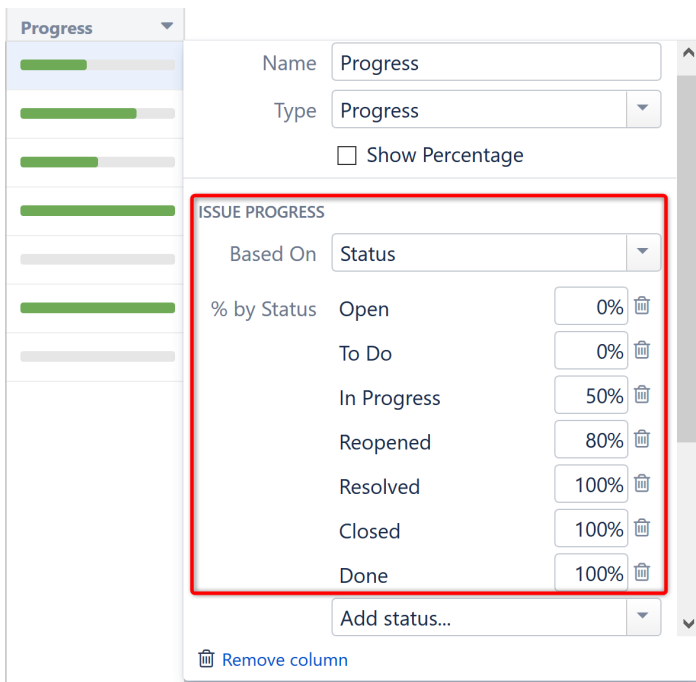 Progress
Name Progress
Type Progress
Show Percentage
ISSUE PROGRESS
Based On Status
% by Status Open 0%
To Do 0%
In Progress 50%
Reopened 80%
Resolved 100%
Closed 100%
Done 100%
Add status...
Remove column